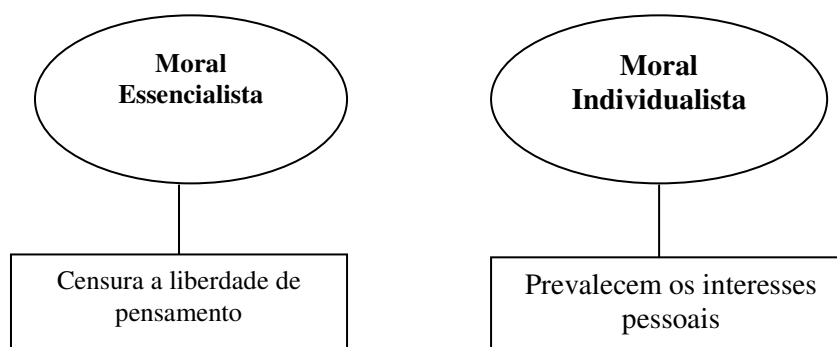 Moral
Essencialista
Moral
Individualista
Censura a liberdade de
pensamento
Prevalecem os interesses
pessoais